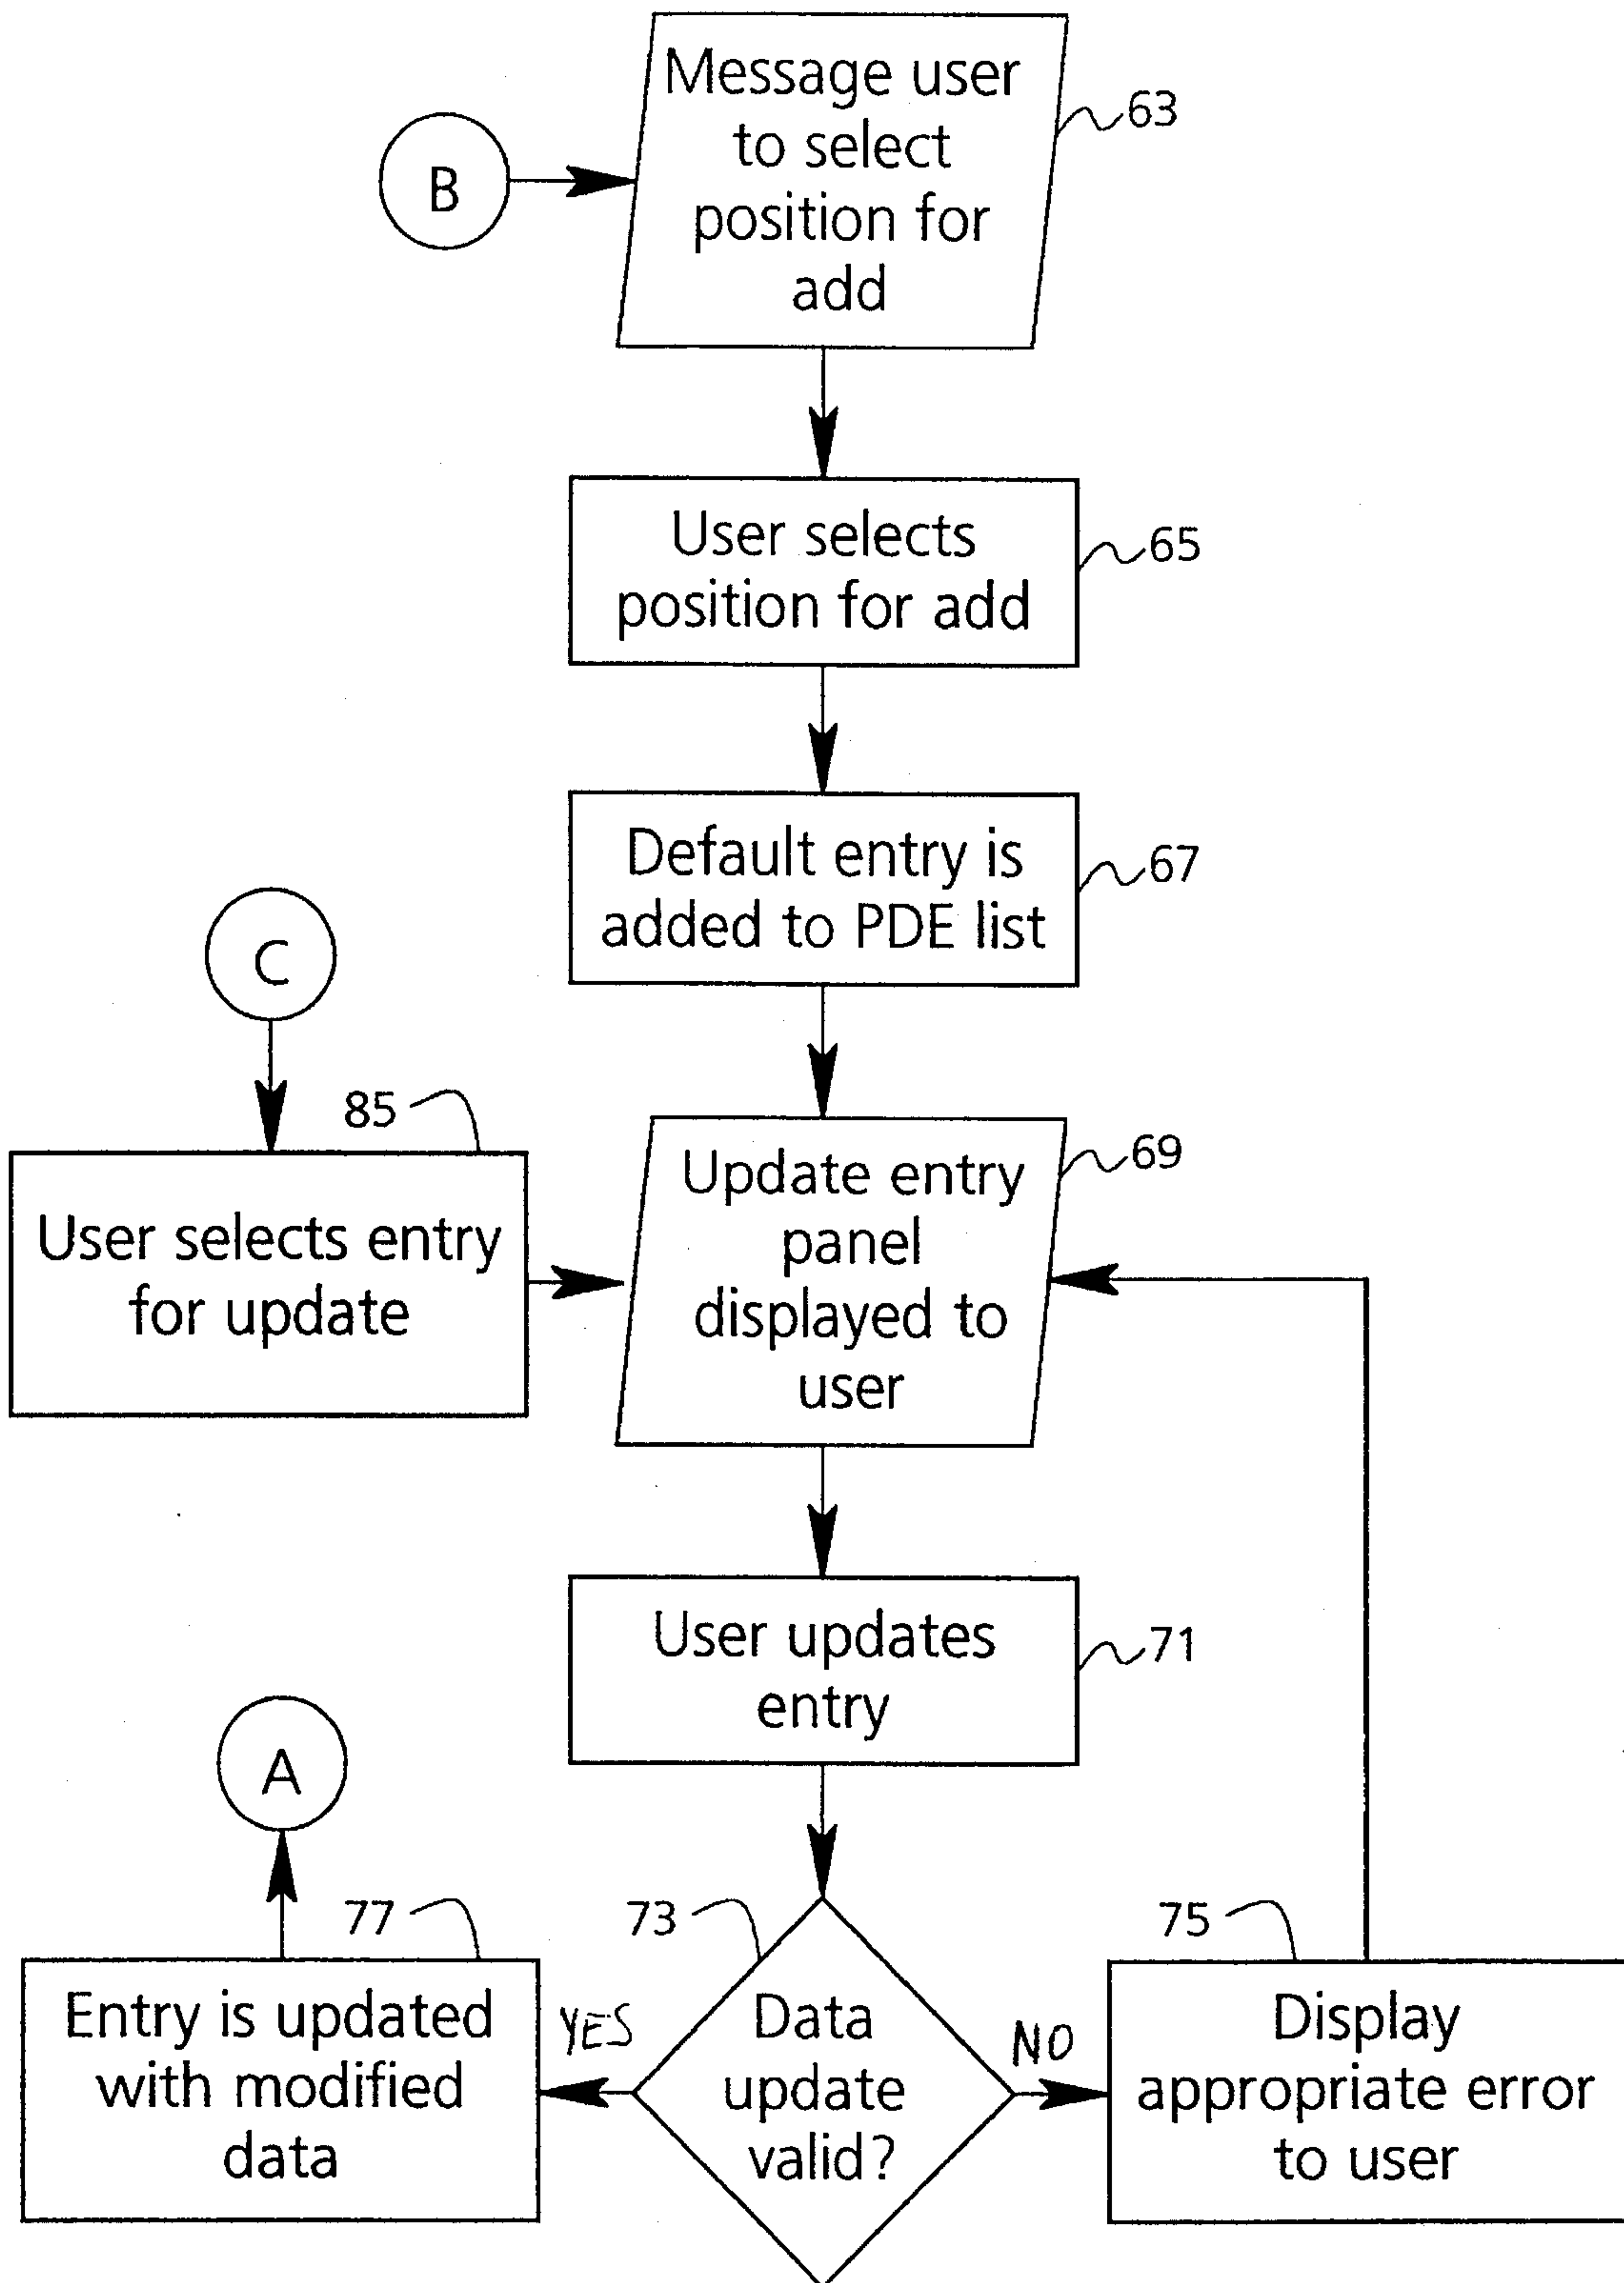 Message user
to select
position for
add
63
B
User selects
position for add
65
Default entry is
added to PDE list
67
C
85
User selects entry
for update
Update entry
panel
displayed to
user
69
User updates
entry
71
A
77
Entry is updated
with modified
data
YES
73
Data
update
valid?
NO
75
Display
appropriate error
to user